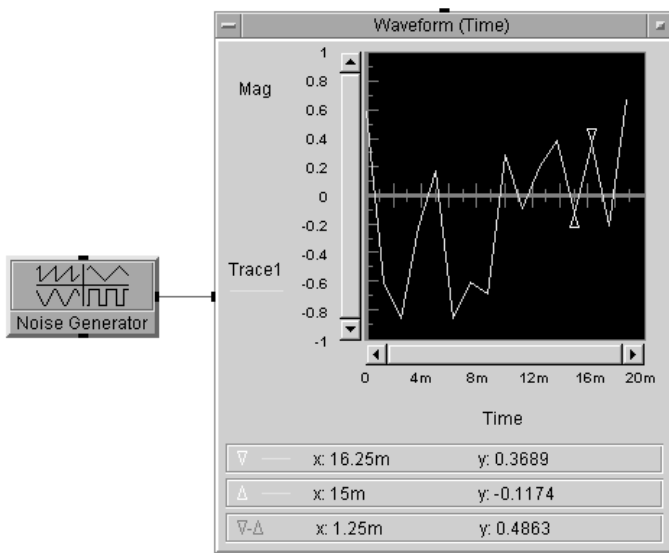 Waveform (Time)
Mag
1
0.8
0.6
0.4
0.2
0
-0.2
-0.4
-0.6
-0.8
-1
Trace1
0 4m 8m 12m 16m 20m
Time
x: 16.25m y: 0.3689
x: 15m y: -0.1174
∇-Δ x: 1.25m y: 0.4863
Noise Generator